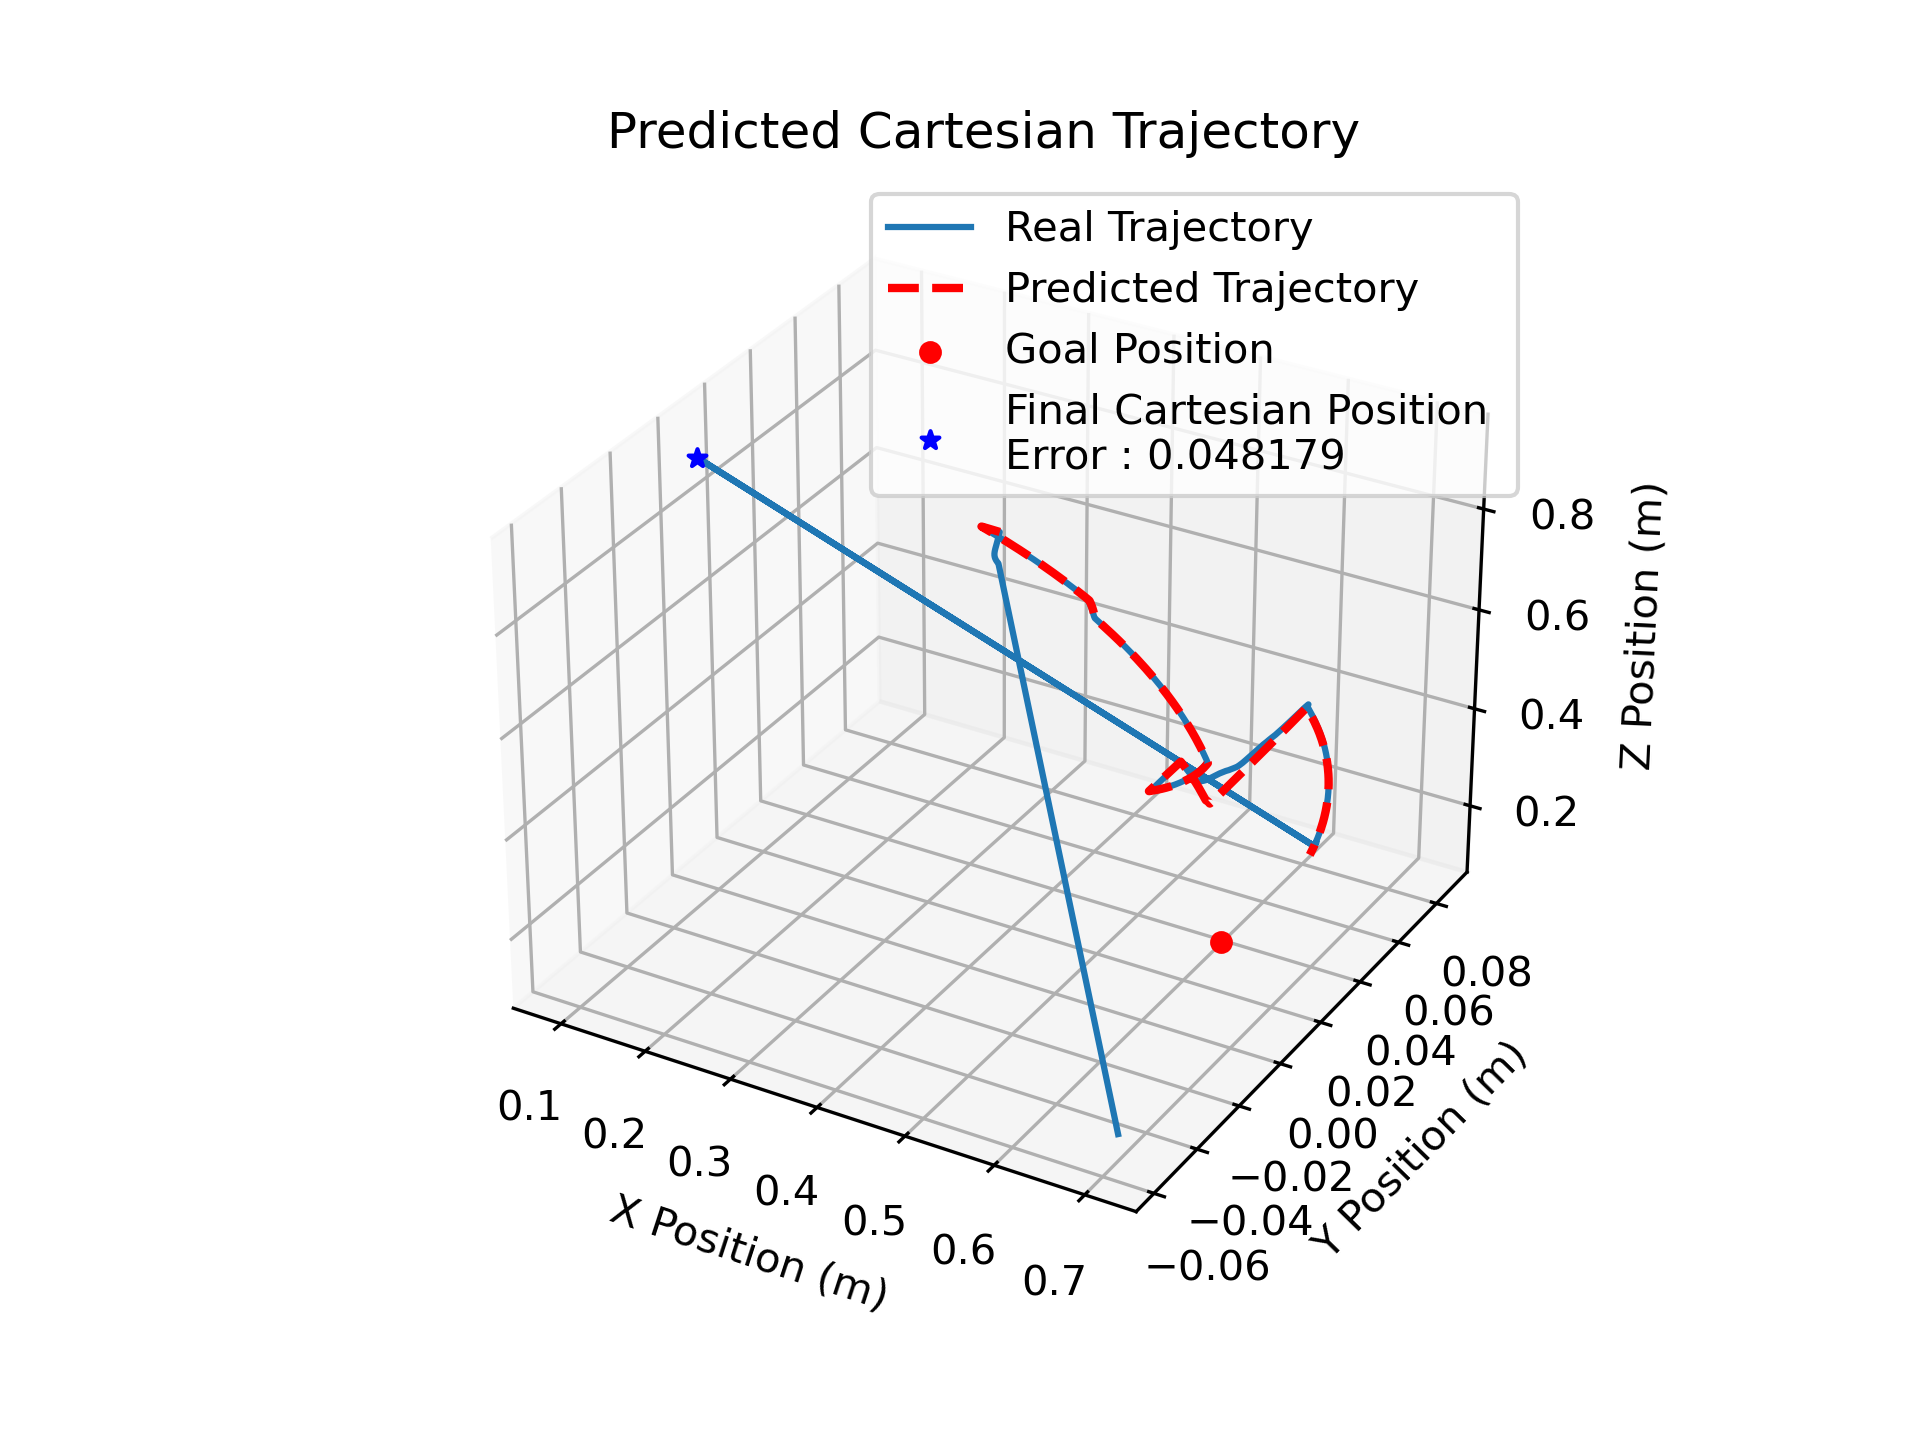 Predicted Cartesian Trajectory
Real Trajectory
Predicted Trajectory
Goal Position
Final Cartesian Position
Error : 0.048179
0.8
0.6
0.4
0.2
Z Position (m)
0.08
0.06
0.04
0.02
0.00
−0.02
−0.04
−0.06
Y Position (m)
0.1
0.2
0.3
0.4
0.5
0.6
0.7
X Position (m)